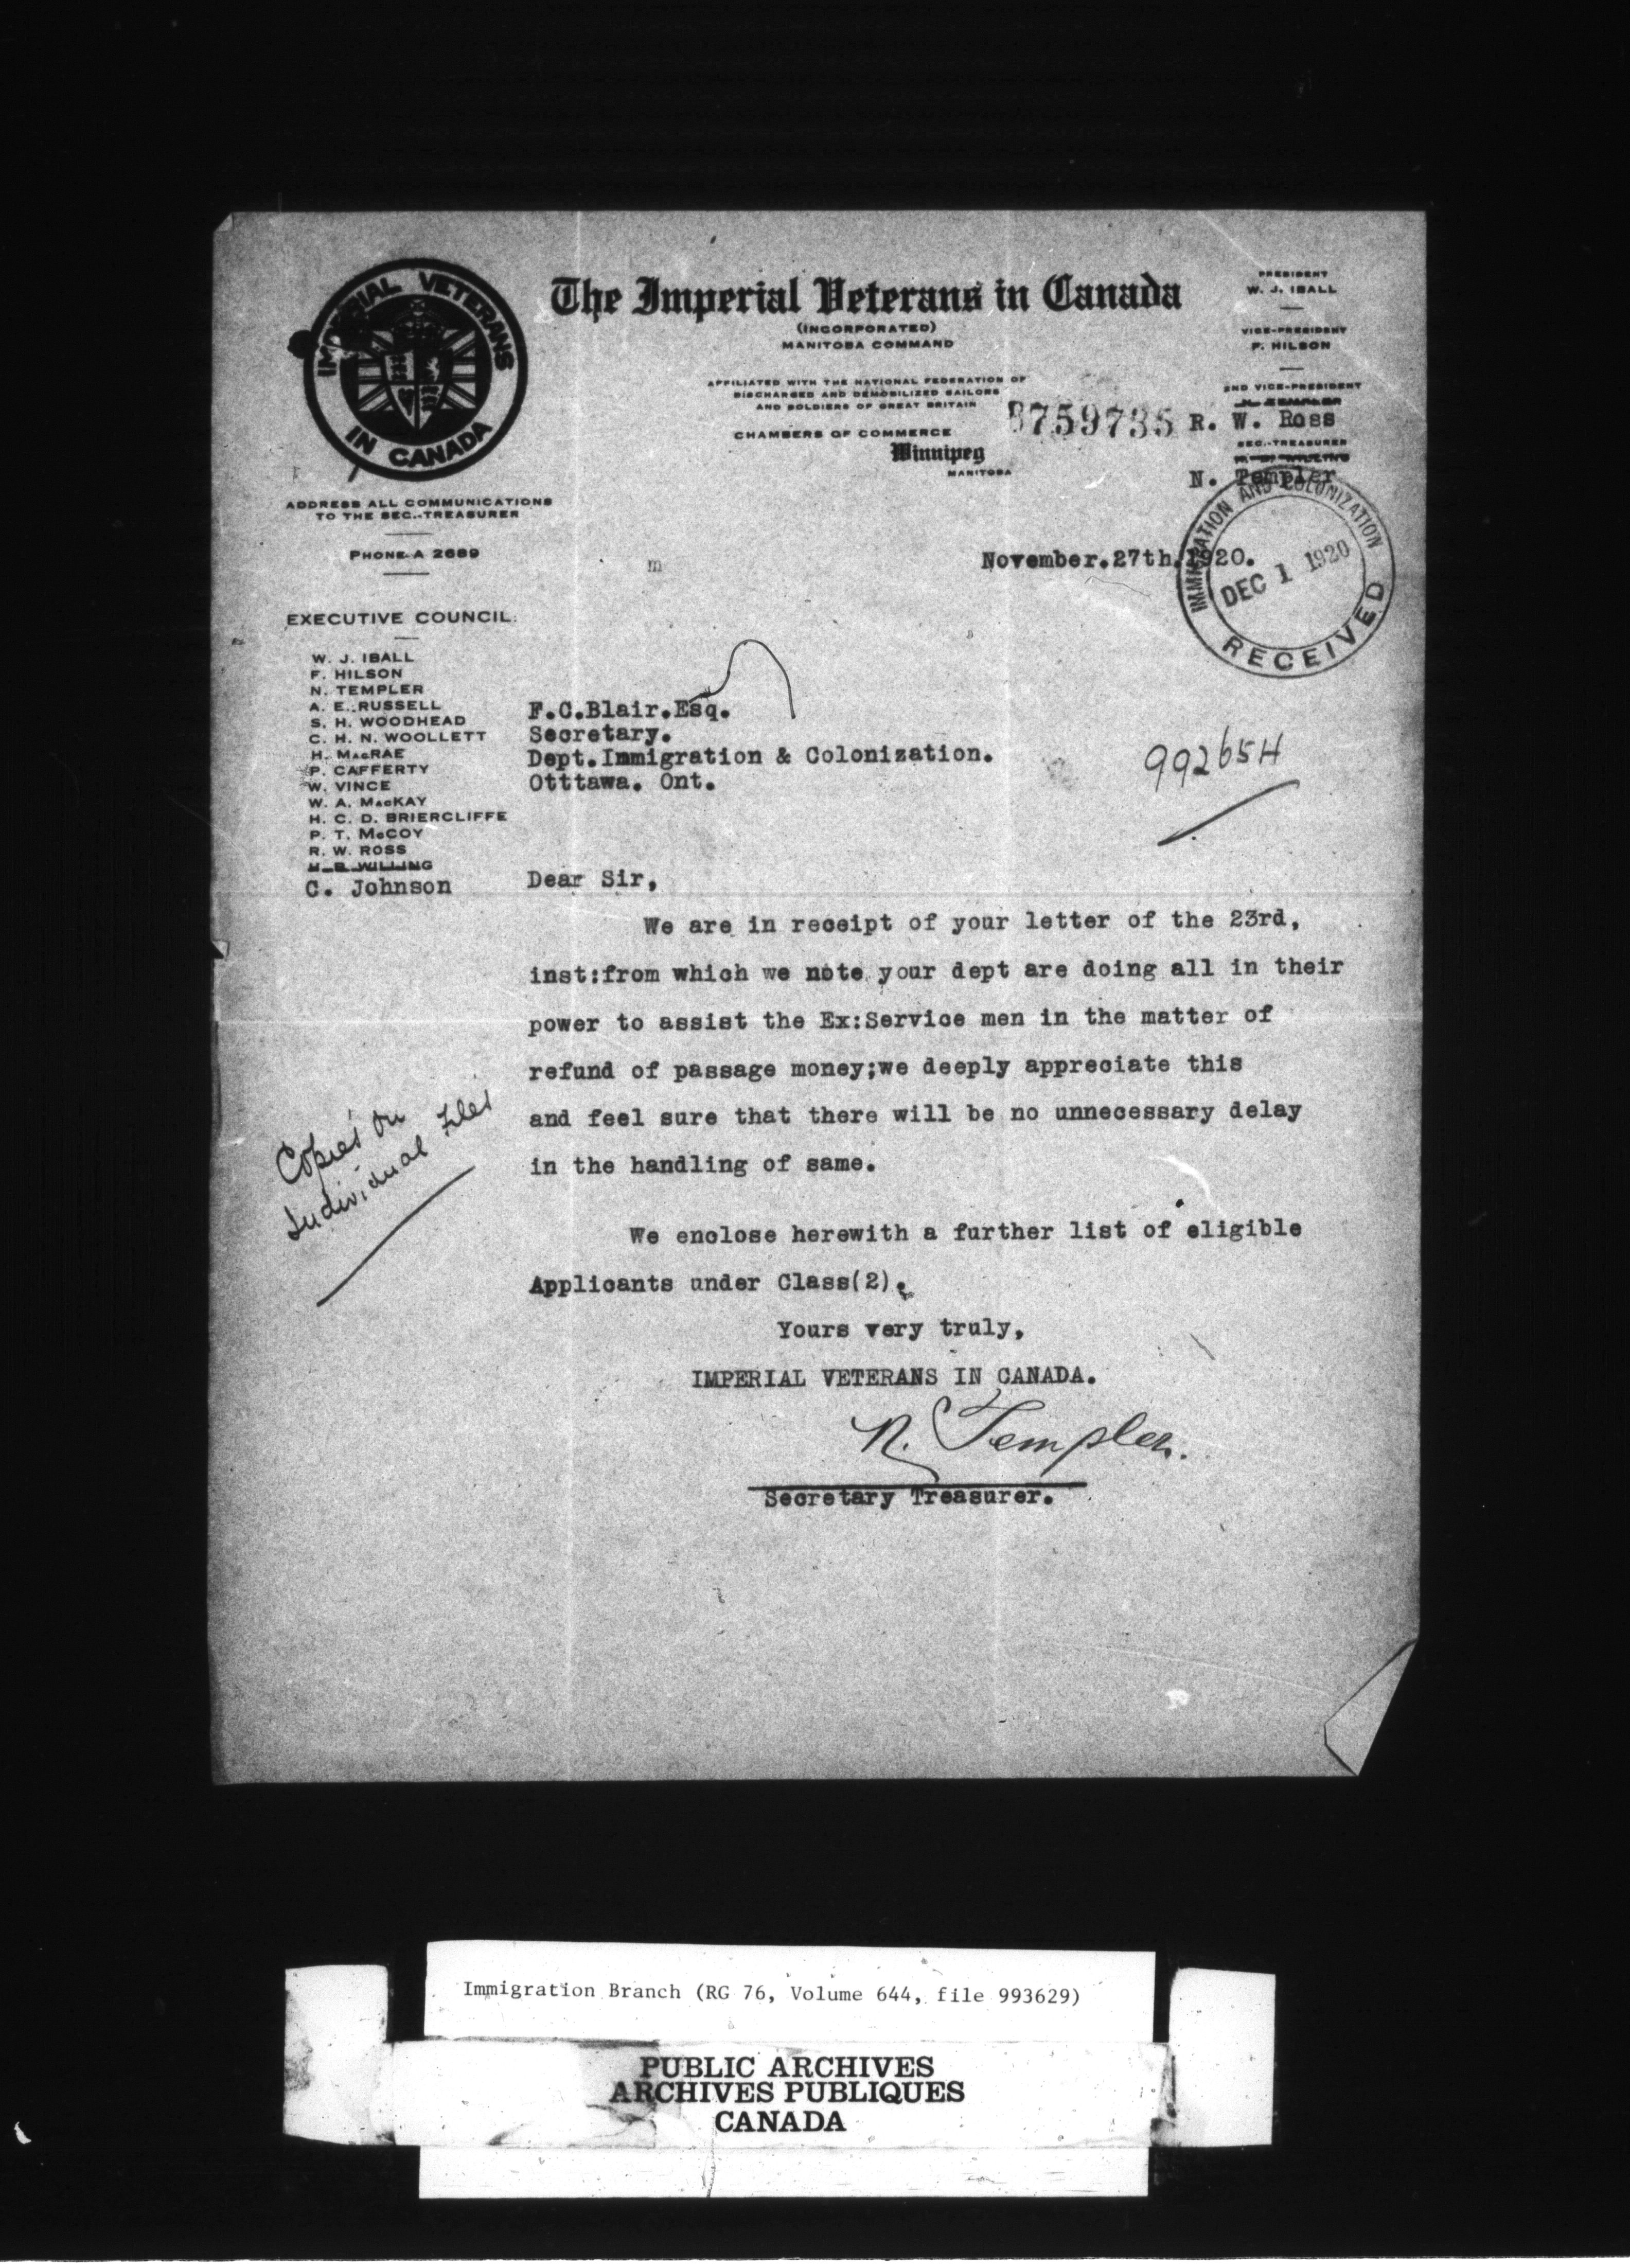 IMPERIAL VETERANS
IN CANADA
The Imperial Veterans in Canada
(INCORPORATED)
MANITOBA COMMAND
AFFILIATED WITH THE NATIONAL FEDERATION OF
DISCHARGED AND DEMOBILIZED SAILORS
AND SOLDIERS OF GREAT BRITAIN
CHAMBERS OF COMMERCE
Winnipeg
MANITOBA
759735
PRESIDENT
W. J. IBALL
VICE-PRESIDENT
F. HILSON
2ND VICE-PRESIDENT
N. TEMPLER
R. W. Ross
SEC.-TREASURER
N. Templer
ADDRESS ALL COMMUNICATIONS
TO THE SEC.-TREASURER
PHONE A 2689
IMMIGRATION AND COLONIZATION
DEC 1 1920
RECEIVED
m
November.27th.1920.
EXECUTIVE COUNCIL:
W. J. IBALL
F. HILSON
N. TEMPLER
A. E. RUSSELL
S. H. WOODHEAD
C. H. N. WOOLLETT
H. MacRAE
P. CAFFERTY
W. VINCE
W. A. MacKAY
H. C. D. BRIERCLIFFE
P. T. McCOY
R. W. ROSS
H. B. WILLING
C. Johnson
F.C.Blair.Esq.
Secretary.
Dept.Immigration & Colonization.
Otttawa. Ont.
992654
Dear Sir,
We are in receipt of your letter of the 23rd,
inst:from which we note your dept are doing all in their
power to assist the Ex:Service men in the matter of
refund of passage money;we deeply appreciate this
and feel sure that there will be no unnecessary delay
in the handling of same.
Copies on
Individual Files
We enclose herewith a further list of eligible
Applicants under Class(2).
Yours very truly,
IMPERIAL VETERANS IN CANADA.
N. Templer.
Secretary Treasurer.
Immigration Branch (RG 76, Volume 644, file 993629)
PUBLIC ARCHIVES
ARCHIVES PUBLIQUES
CANADA